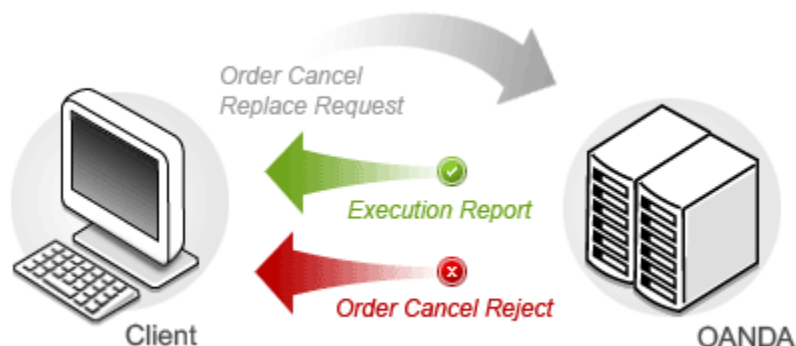 Order Cancel
Replace Request
Execution Report
Order Cancel Reject
Client
OANDA